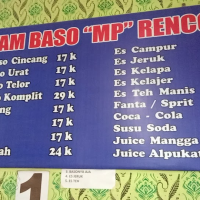 AM BASO "MP" RENCO
so Cincang 17 k
o Urat 17 k
o Telor 17 k
o Komplit 29 k
ng 17 k
17 k
17 k
ah 24 k
Es Campur
Es Jeruk
Es Kelapa
Es Kelajer
Es Teh Manis
Fanta / Sprit
Coca - Cola
Susu Soda
Juice Mangga
Juice Alpukat
1